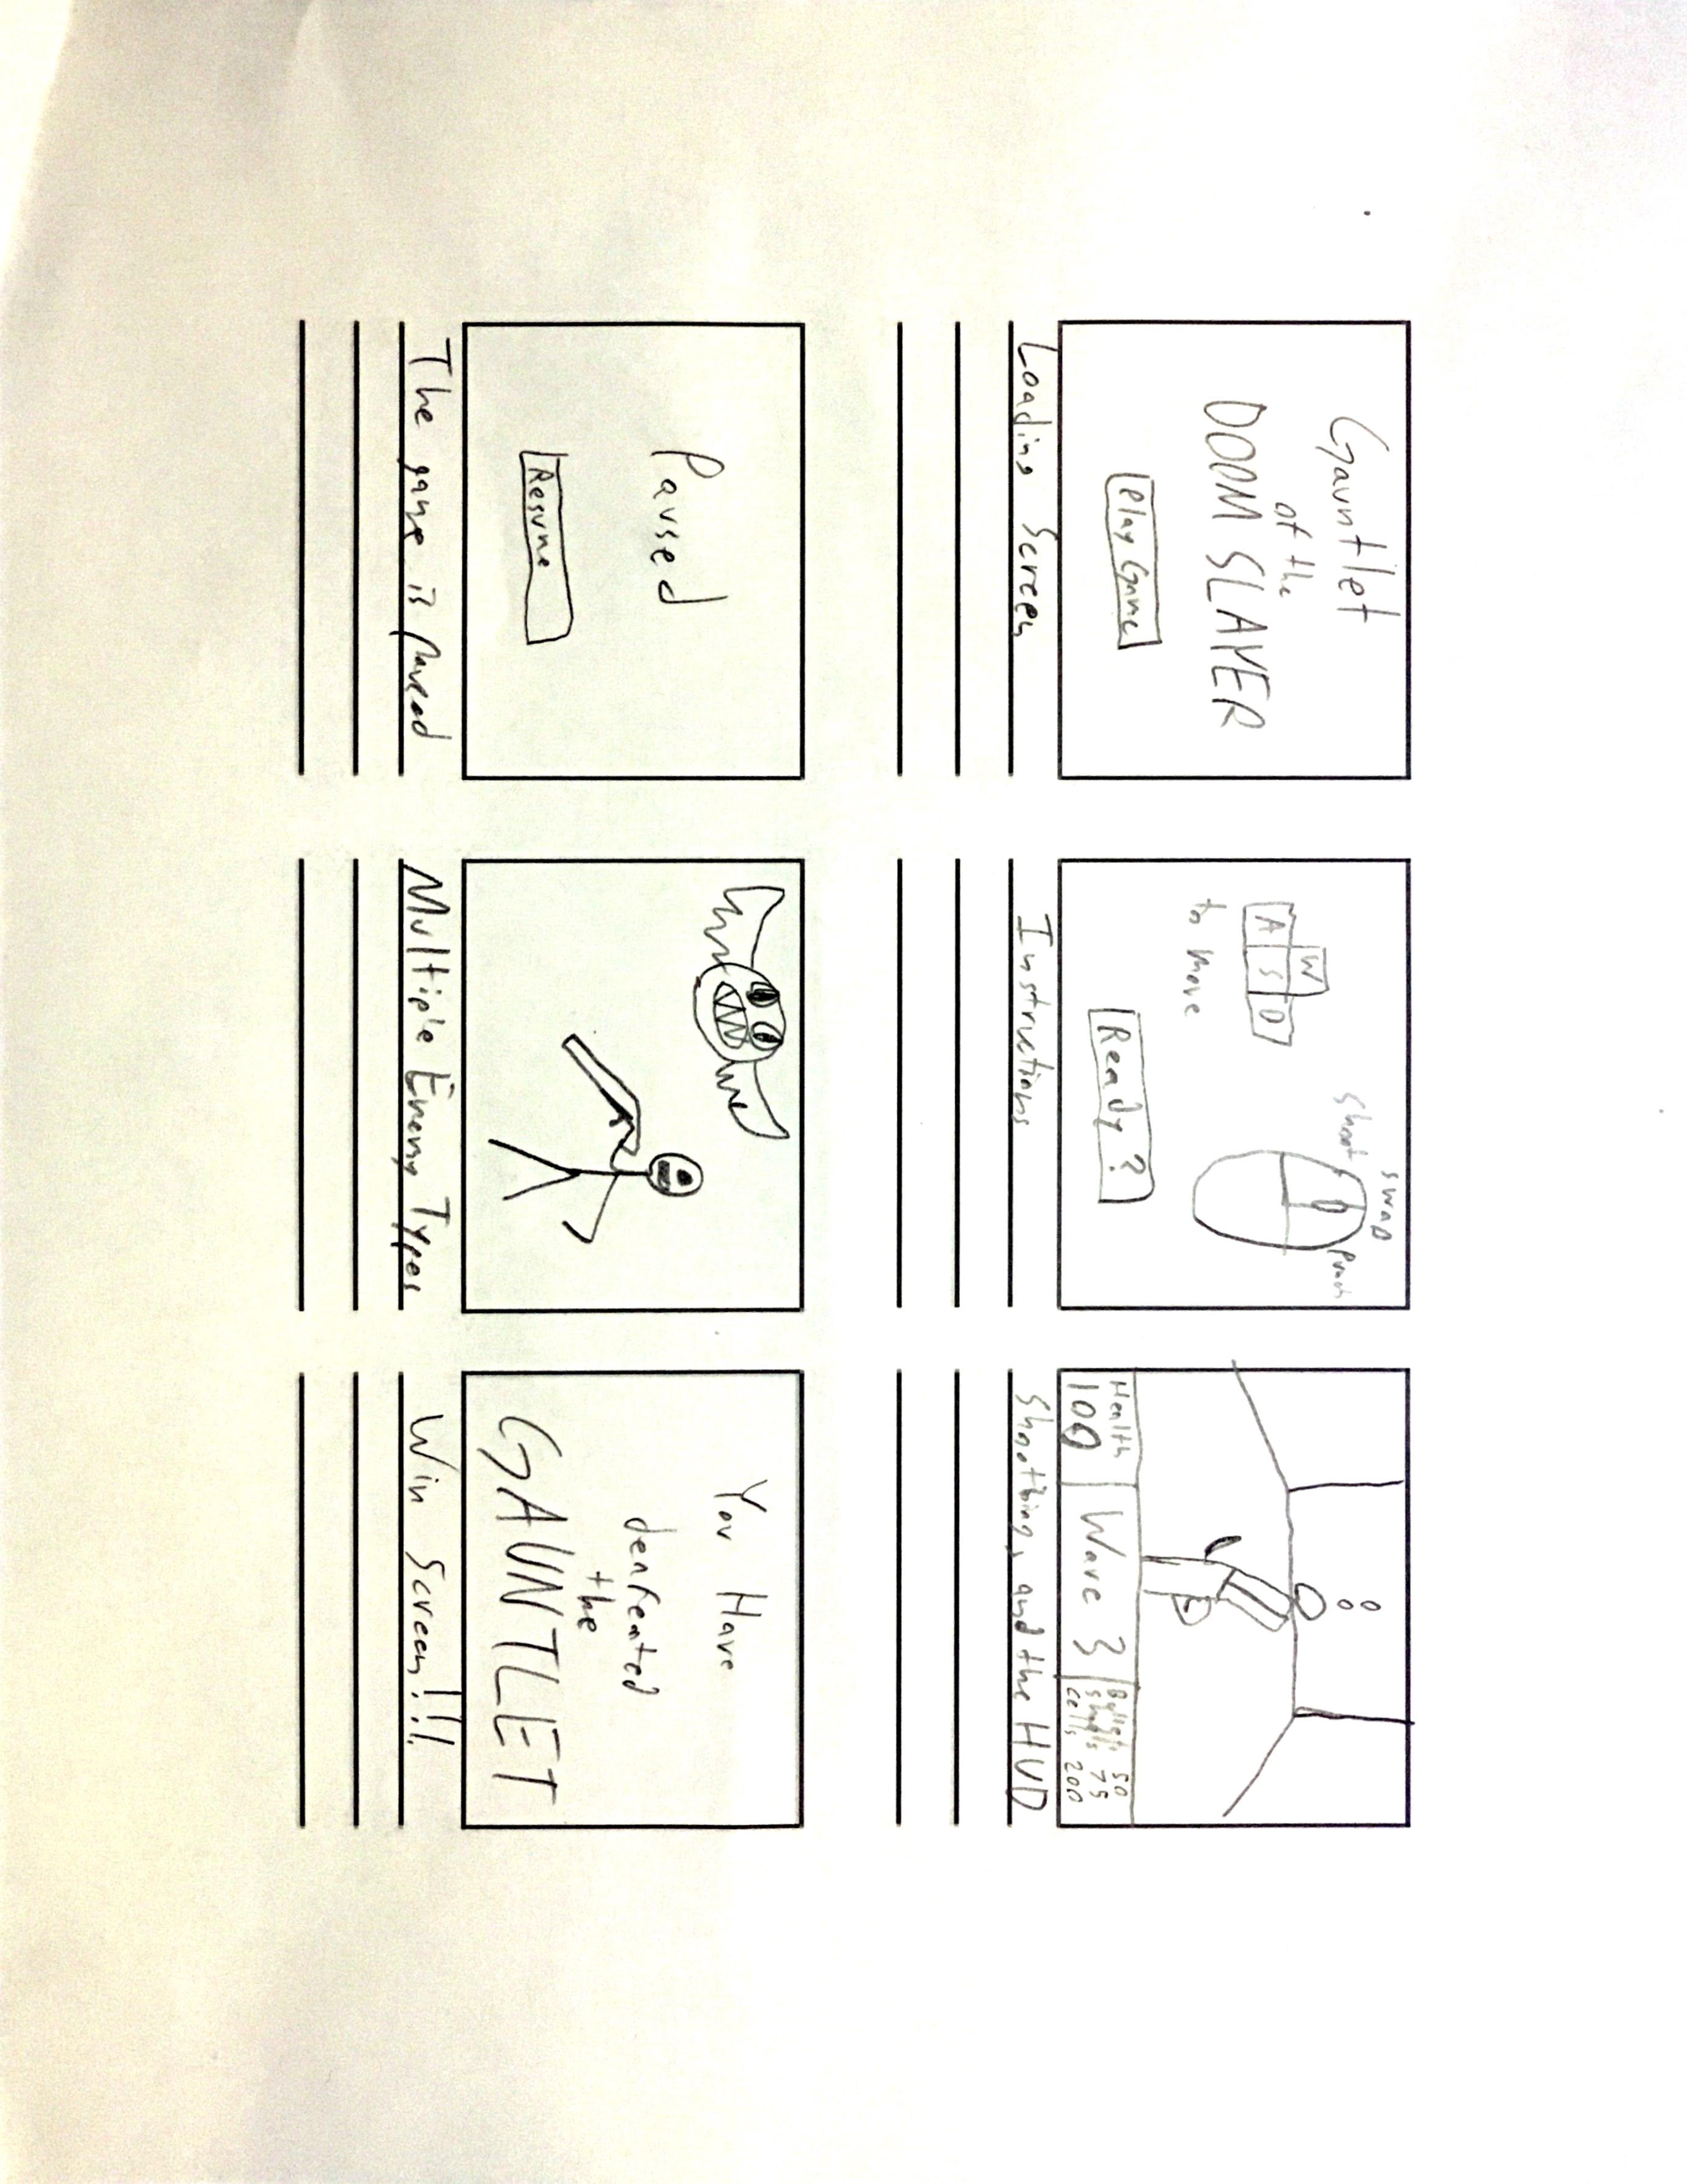 Gauntlet
of the
DOOM SLAYER
Play Game
Loading Screen
W
A S D
to move
swap
Shoot
Punch
Ready?
Instructions
Health
100
Wave 3
Bullets 50
Shells 75
Cells 200
Shooting, and the HUD
Paused
Resume
The game is Paused
Multiple Enemy Types
You Have
denfeated
the
GAUNTLET
Win Screen!!!